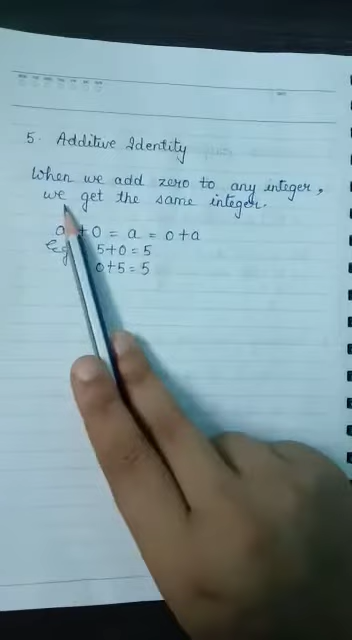 5. Additive Identity
When we add zero to any integer,
we get the same integer.
a + 0 = a = 0 + a
Eg 5 + 0 = 5
0 + 5 = 5